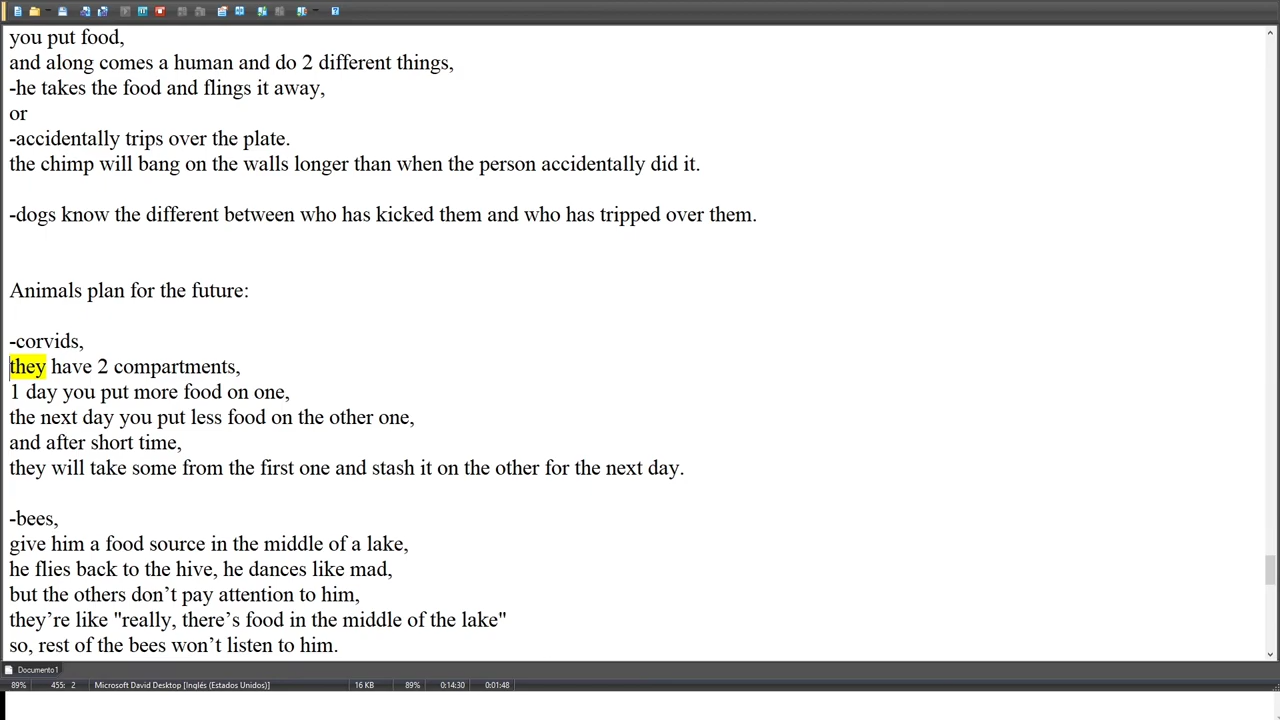 you put food,
and along comes a human and do 2 different things,
-he takes the food and flings it away,
or
-accidentally trips over the plate.
the chimp will bang on the walls longer than when the person accidentally did it.
-dogs know the different between who has kicked them and who has tripped over them.
Animals plan for the future:
-corvids,
they have 2 compartments,
1 day you put more food on one,
the next day you put less food on the other one,
and after short time,
they will take some from the first one and stash it on the other for the next day.
-bees,
give him a food source in the middle of a lake,
he flies back to the hive, he dances like mad,
but the others don’t pay attention to him,
they’re like "really, there’s food in the middle of the lake"
so, rest of the bees won’t listen to him.
Documento1
89% 455: 2 Microsoft David Desktop [Inglés (Estados Unidos)] 16 KB 89% 0:14:30 0:01:48